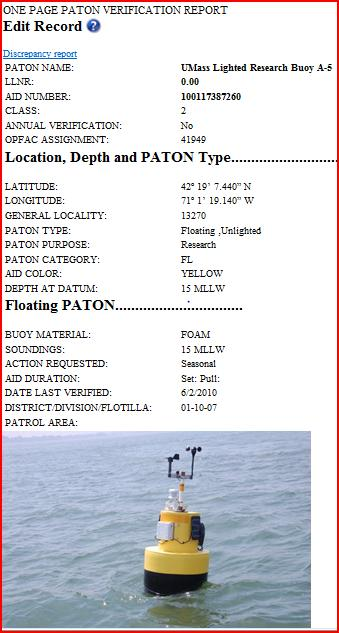 ONE PAGE PATON VERIFICATION REPORT
Edit Record ?
Discrepancy report
PATON NAME: UMass Lighted Research Buoy A-5
LLNR: 0.00
AID NUMBER: 100117387260
CLASS: 2
ANNUAL VERIFICATION: No
OPFAC ASSIGNMENT: 41949
Location, Depth and PATON Type...........................
LATITUDE: 42° 19' 7.440" N
LONGITUDE: 71° 1' 19.140" W
GENERAL LOCALITY: 13270
PATON TYPE: Floating ,Unlighted
PATON PURPOSE: Research
PATON CATEGORY: FL
AID COLOR: YELLOW
DEPTH AT DATUM: 15 MLLW
Floating PATON................................
BUOY MATERIAL: FOAM
SOUNDINGS: 15 MLLW
ACTION REQUESTED: Seasonal
AID DURATION: Set: Pull:
DATE LAST VERIFIED: 6/2/2010
DISTRICT/DIVISION/FLOTILLA: 01-10-07
PATROL AREA: